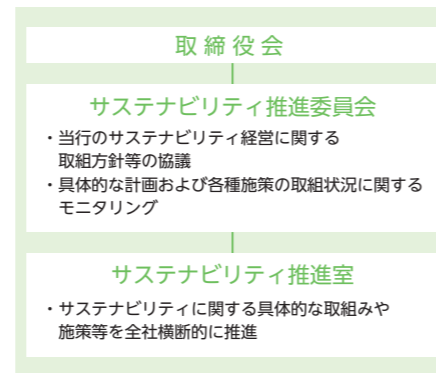 取締役会
サステナビリティ推進委員会
・当行のサステナビリティ経営に関する
取組方針等の協議
・具体的な計画および各種施策の取組状況に関する
モニタリング
サステナビリティ推進室
・サステナビリティに関する具体的な取組みや
施策等を全社横断的に推進